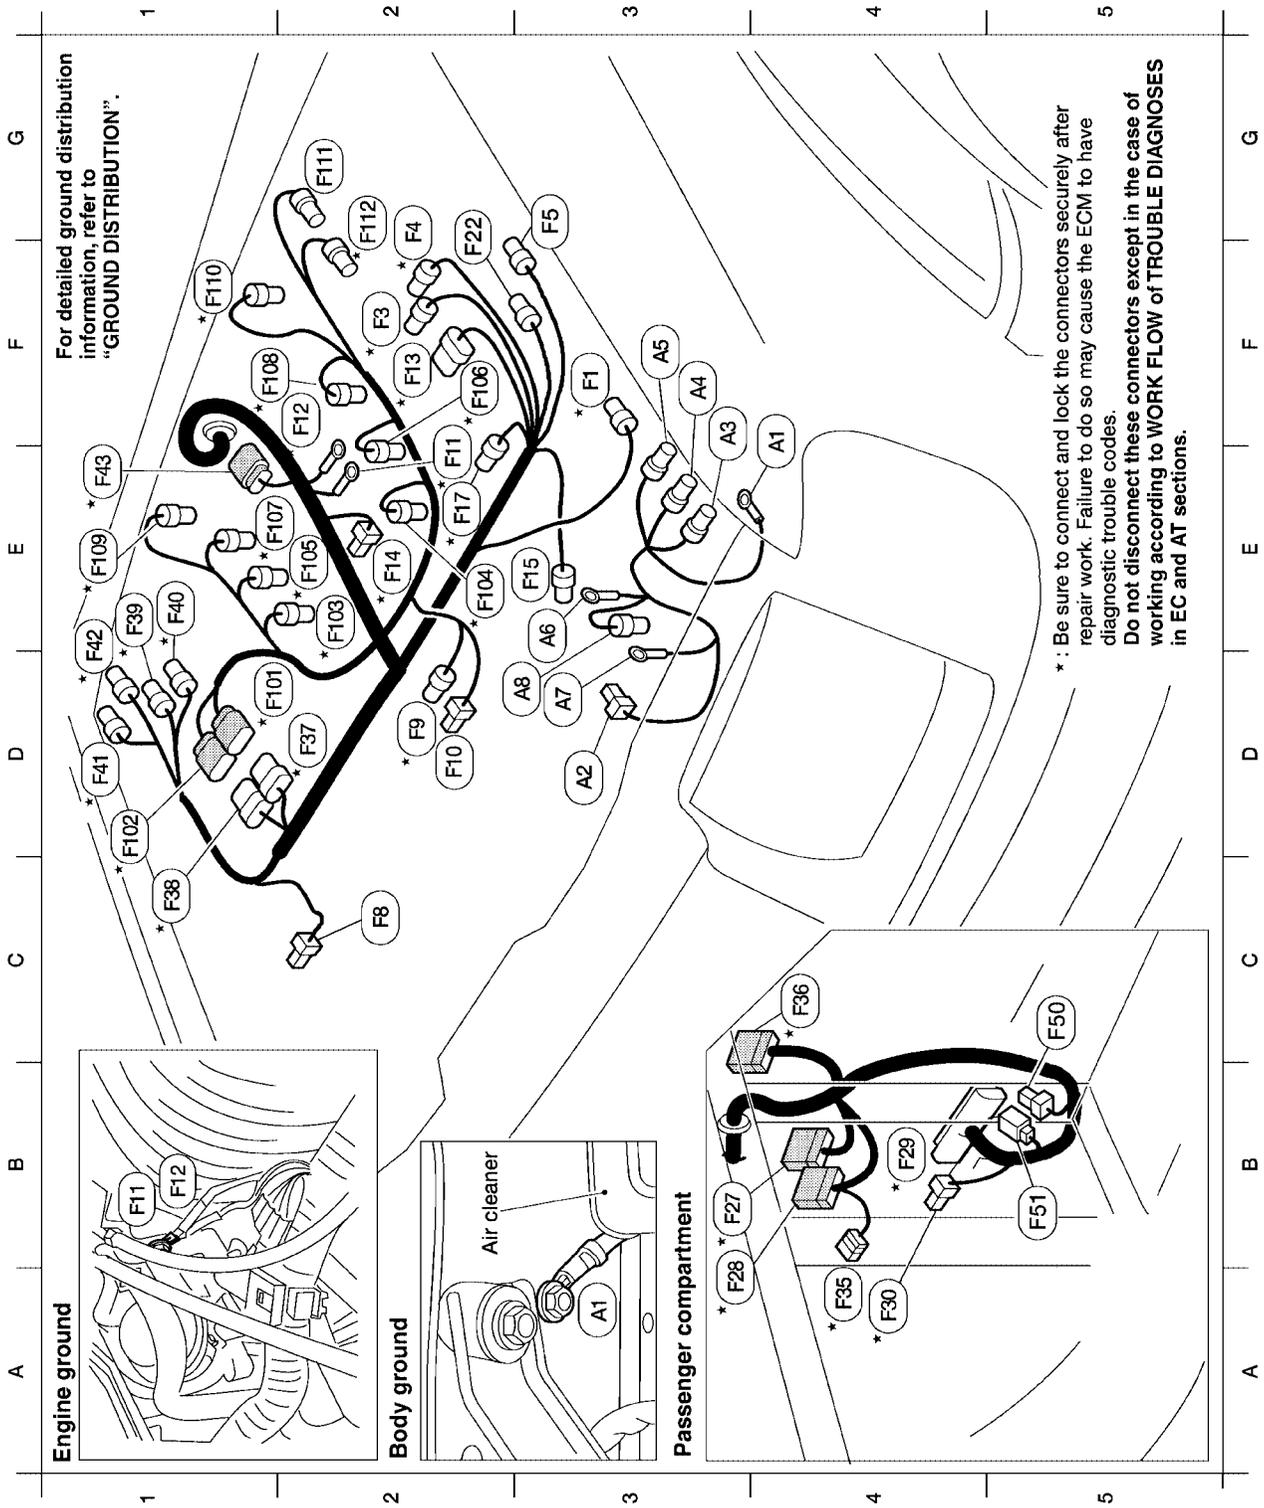 A B C D E F G
1
2
3
4
5
Engine ground
F11
F12
Body ground
Air cleaner
A1
Passenger compartment
★ F28
★ F27
★ F36
★ F35
★ F30
★ F29
F51
F50
For detailed ground distribution
information, refer to
"GROUND DISTRIBUTION".
★ F41
★ F42
★ F109
★ F43
★ F102
★ F39
★ F40
★ F38
★ F110
★ F101
★ F107
★ F108
★ F37
★ F105
★ F12
F111
★ F103
★ F112
F8
★ F14
★ F3
★ F4
★ F9
★ F13
F10
★ F11
★ F17
★ F106
F22
★ F104
F15
F5
A8
A6
★ F1
A7
A2
A5
A4
A3
A1
★ : Be sure to connect and lock the connectors securely after
repair work. Failure to do so may cause the ECM to have
diagnostic trouble codes.
Do not disconnect these connectors except in the case of
working according to WORK FLOW of TROUBLE DIAGNOSES
in EC and AT sections.
1
2
3
4
5
A B C D E F G